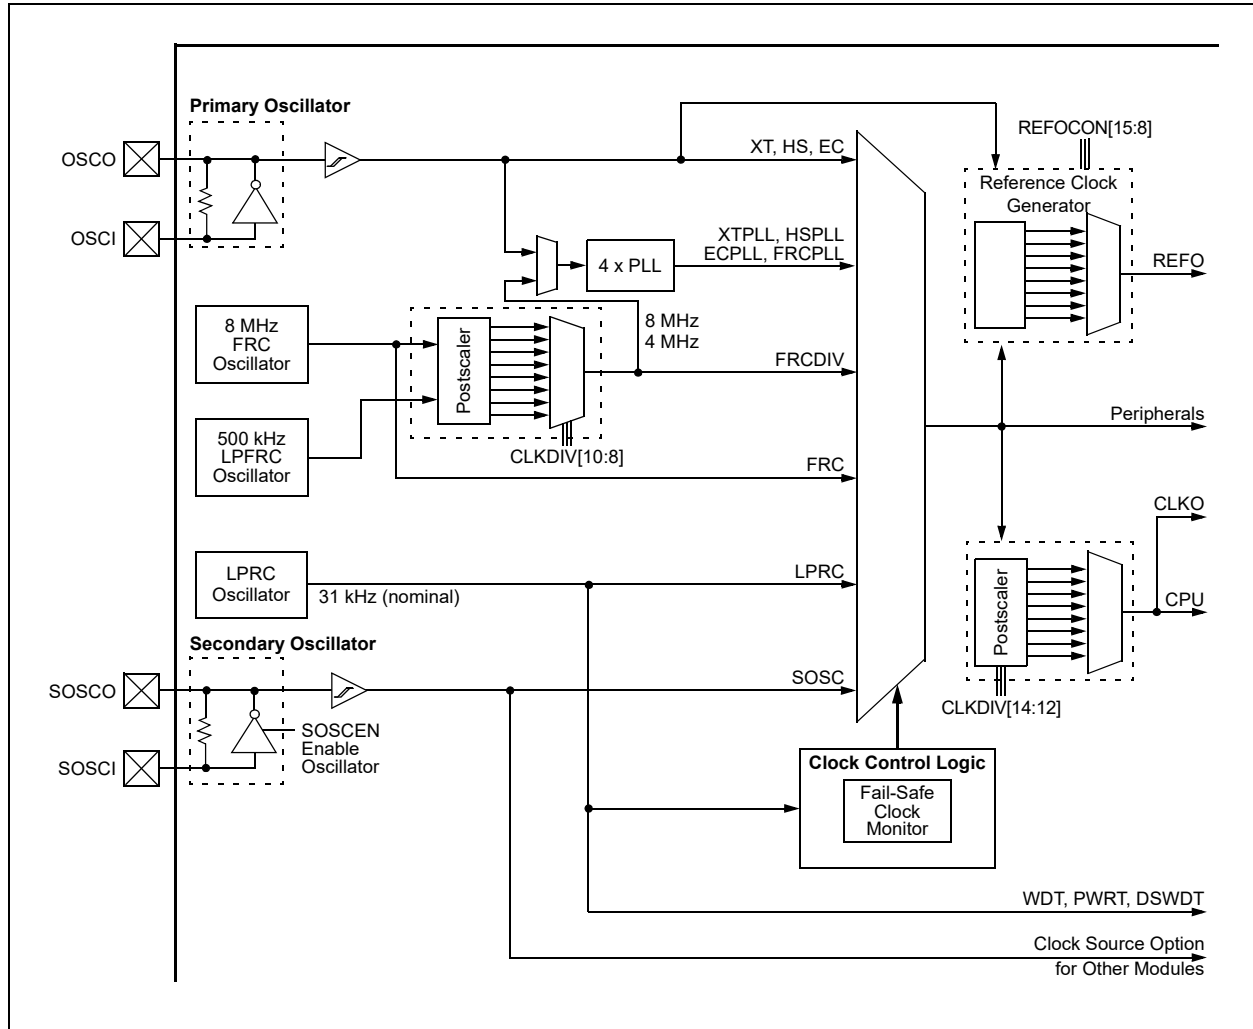 Primary Oscillator
OSCO
OSCI
XT, HS, EC
REFOCON[15:8]
Reference Clock
Generator
REFO
XTPLL, HSPLL
ECPLL, FRCPLL
4 x PLL
8 MHz
FRC
Oscillator
Postscaler
8 MHz
4 MHz
FRCDIV
Peripherals
500 kHz
LPFRC
Oscillator
CLKDIV[10:8]
FRC
CLKO
LPRC
Oscillator
31 kHz (nominal)
LPRC
Postscaler
CPU
CLKDIV[14:12]
Secondary Oscillator
SOSCO
SOSCI
SOSCEN
Enable
Oscillator
SOSC
Clock Control Logic
Fail-Safe
Clock
Monitor
WDT, PWRT, DSWDT
Clock Source Option
for Other Modules